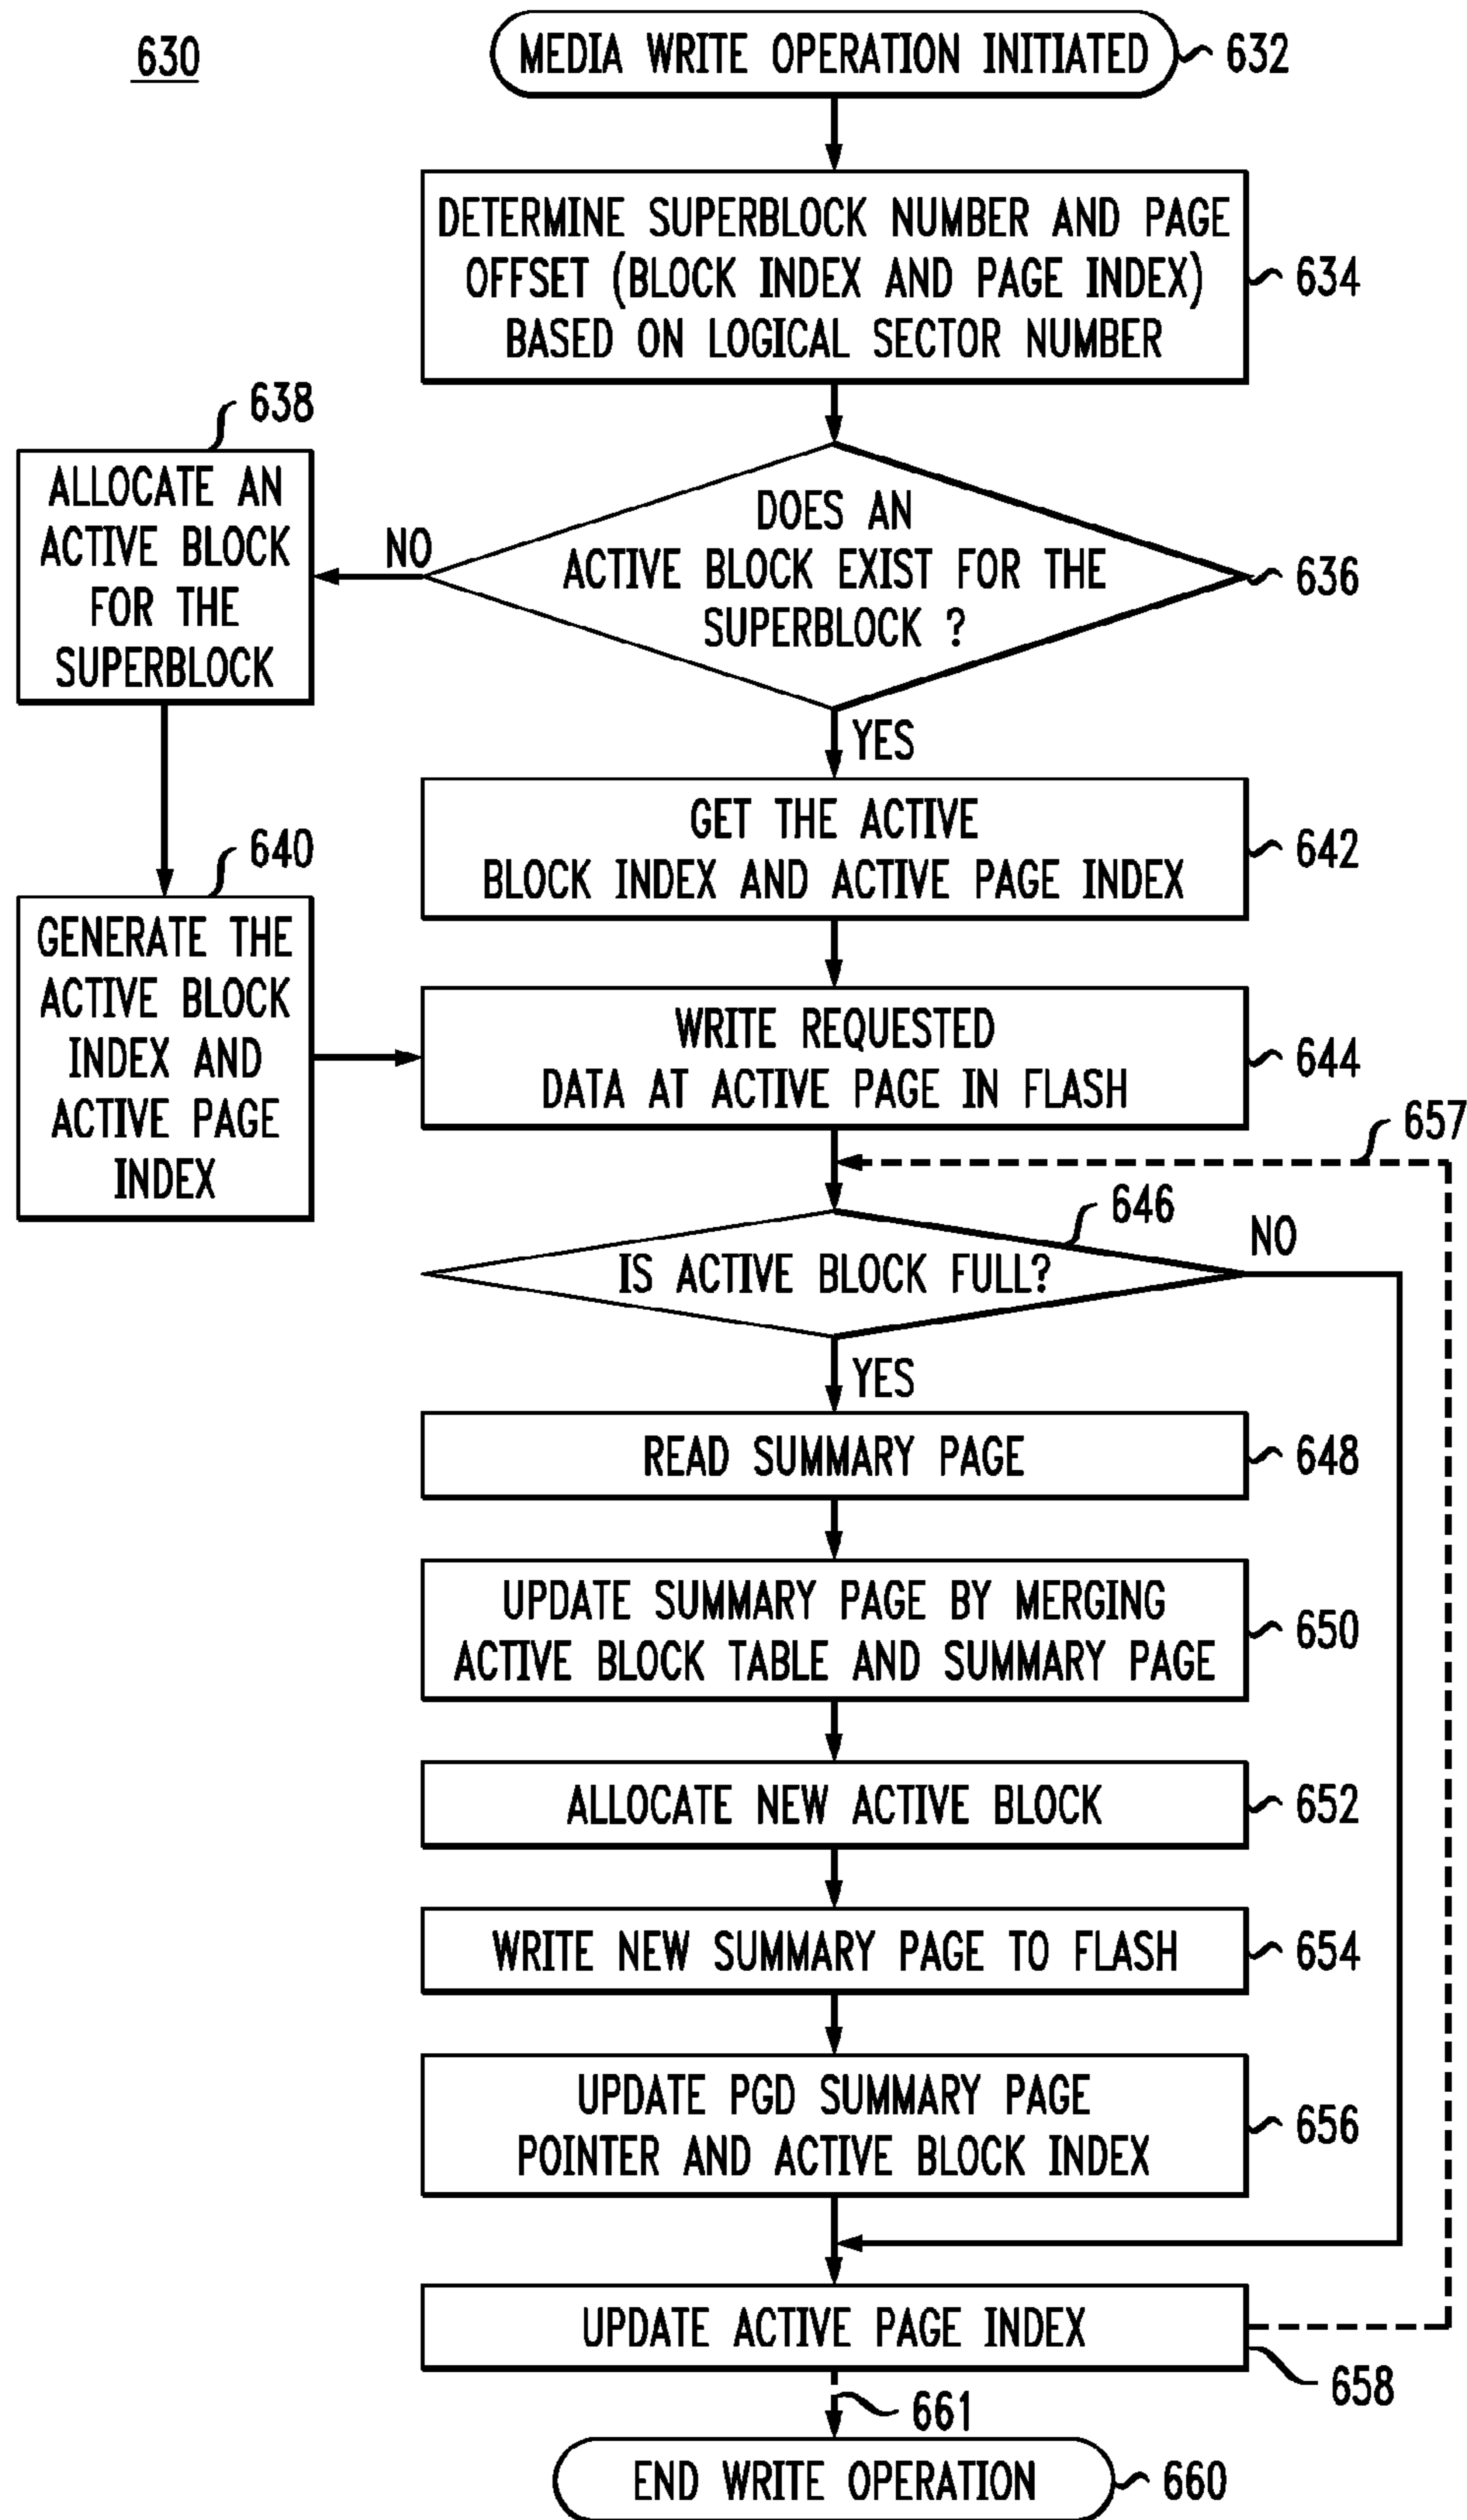 630
MEDIA WRITE OPERATION INITIATED
632
DETERMINE SUPERBLOCK NUMBER AND PAGE
OFFSET (BLOCK INDEX AND PAGE INDEX)
BASED ON LOGICAL SECTOR NUMBER
634
638
ALLOCATE AN
ACTIVE BLOCK
FOR THE
SUPERBLOCK
NO
DOES AN
ACTIVE BLOCK EXIST FOR THE
SUPERBLOCK ?
636
YES
GET THE ACTIVE
BLOCK INDEX AND ACTIVE PAGE INDEX
642
640
GENERATE THE
ACTIVE BLOCK
INDEX AND
ACTIVE PAGE
INDEX
WRITE REQUESTED
DATA AT ACTIVE PAGE IN FLASH
644
657
646
IS ACTIVE BLOCK FULL?
NO
YES
READ SUMMARY PAGE
648
UPDATE SUMMARY PAGE BY MERGING
ACTIVE BLOCK TABLE AND SUMMARY PAGE
650
ALLOCATE NEW ACTIVE BLOCK
652
WRITE NEW SUMMARY PAGE TO FLASH
654
UPDATE PGD SUMMARY PAGE
POINTER AND ACTIVE BLOCK INDEX
656
UPDATE ACTIVE PAGE INDEX
658
661
END WRITE OPERATION
660